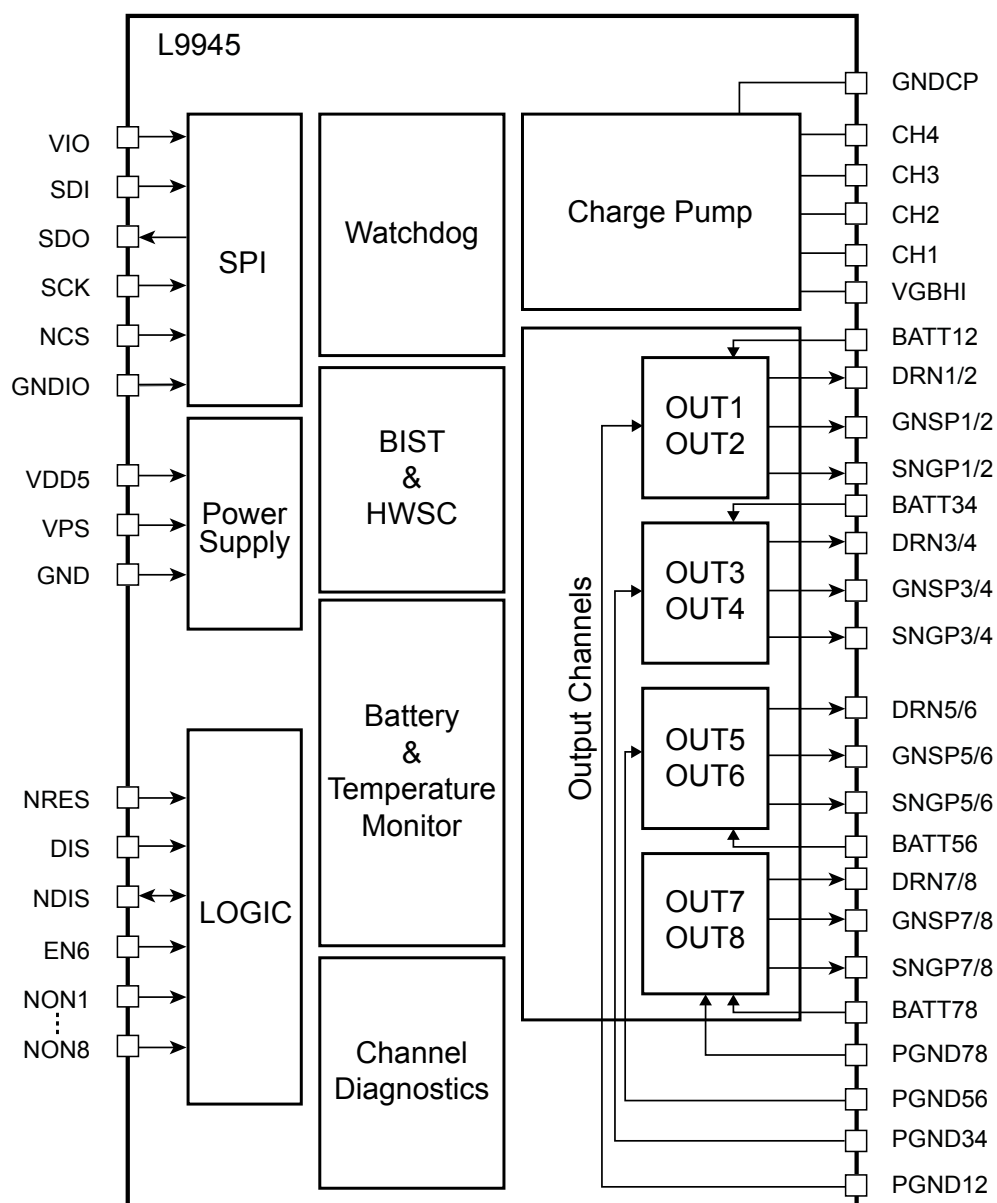 L9945
VIO
SDI
SDO
SCK
NCS
GNDIO
VDD5
VPS
GND
NRES
DIS
NDIS
EN6
NON1
NON8
SPI
Power
Supply
LOGIC
Watchdog
BIST
&
HWSC
Battery
&
Temperature
Monitor
Channel
Diagnostics
Charge Pump
Output Channels
OUT1
OUT2
OUT3
OUT4
OUT5
OUT6
OUT7
OUT8
GNDCP
CH4
CH3
CH2
CH1
VGBHI
BATT12
DRN1/2
GNSP1/2
SNGP1/2
BATT34
DRN3/4
GNSP3/4
SNGP3/4
DRN5/6
GNSP5/6
SNGP5/6
BATT56
DRN7/8
GNSP7/8
SNGP7/8
BATT78
PGND78
PGND56
PGND34
PGND12